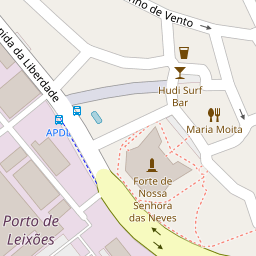 nho de Vento
nida da Liberdade
Hudi Surf
Bar
Maria Moita
APDL
Forte de
Nossa
Senhora
das Neves
Porto de
Leixões